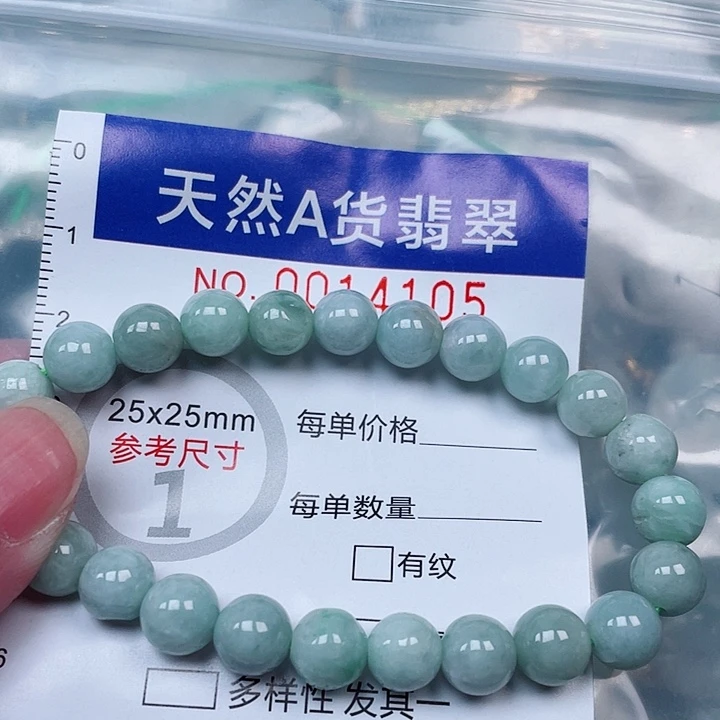 0
天然A货翡翠
1
NO. 0014105
2
25x25mm
参考尺寸
1
每单价格
每单数量
有纹
6
多样性 发其一